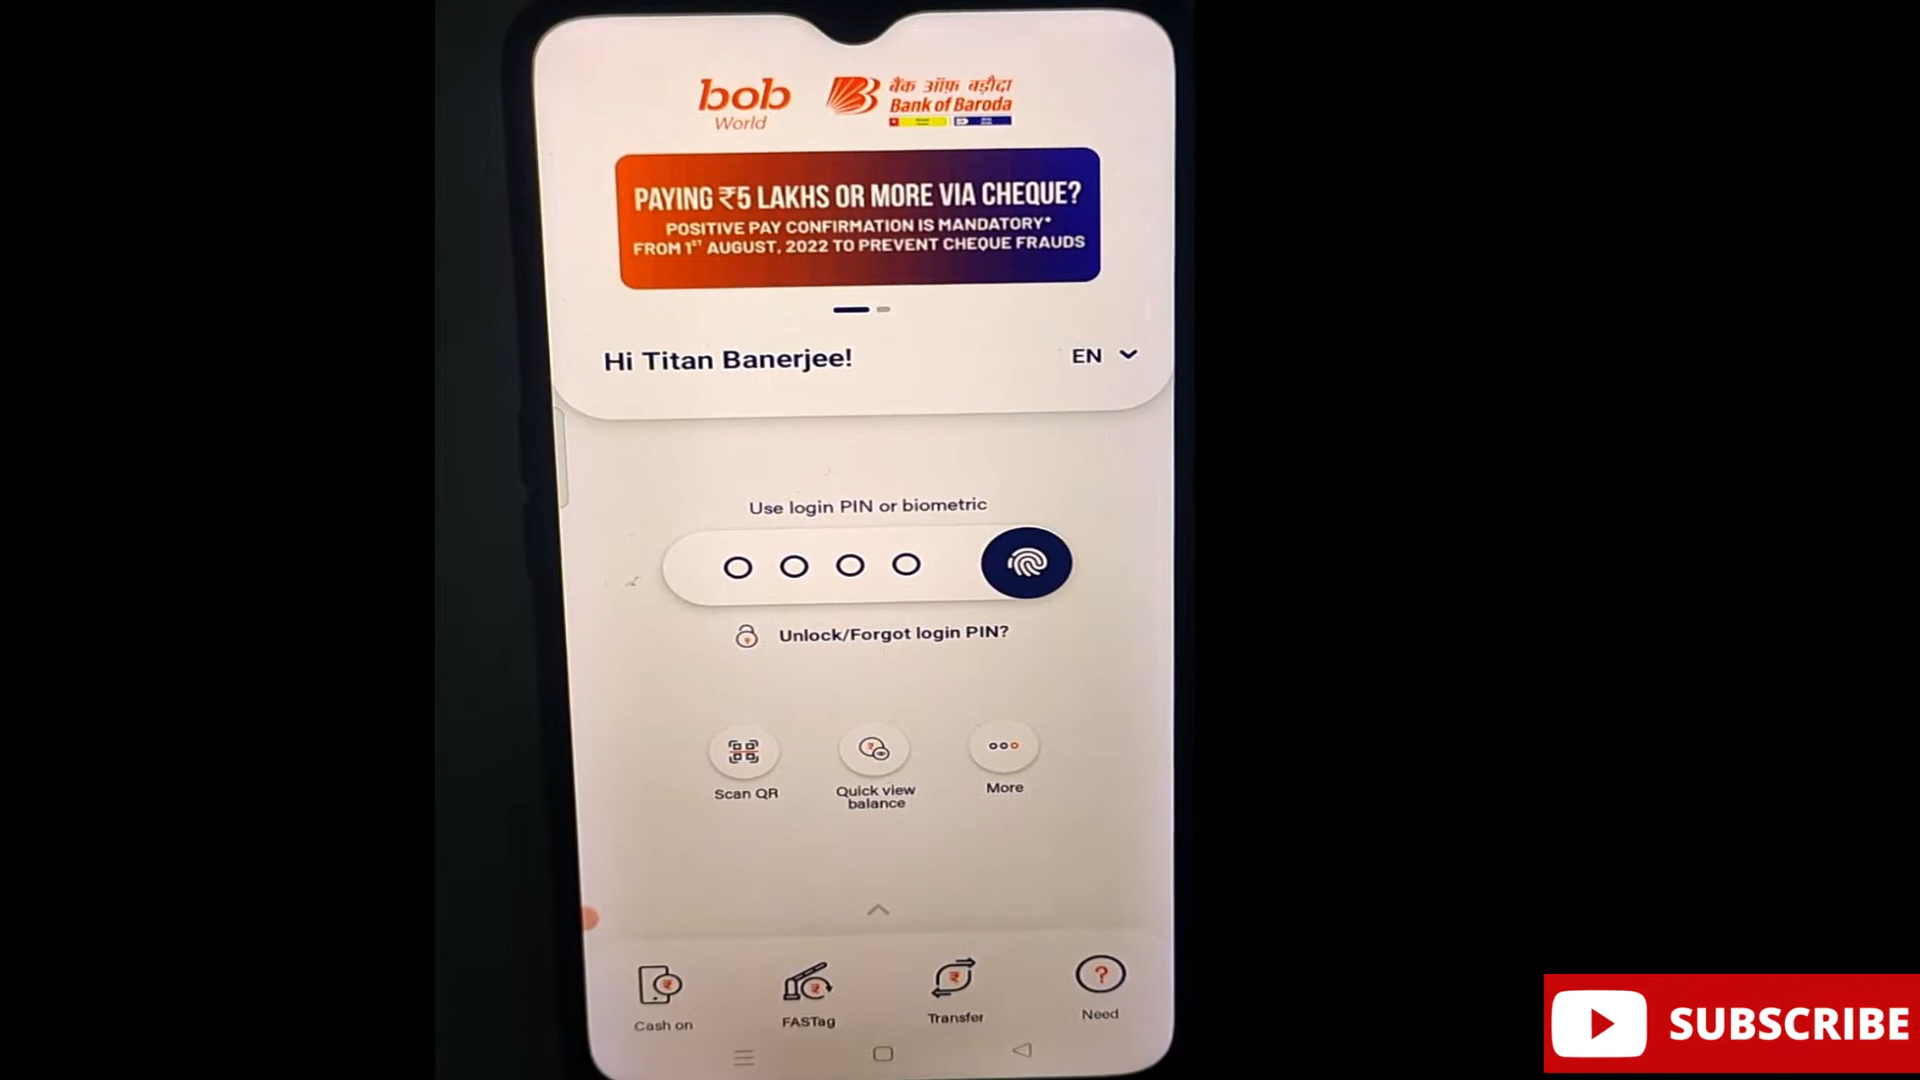 bob
World
बैंक ऑफ़ बड़ौदा
Bank of Baroda
PAYING ₹5 LAKHS OR MORE VIA CHEQUE?
POSITIVE PAY CONFIRMATION IS MANDATORY*
FROM 1ST AUGUST, 2022 TO PREVENT CHEQUE FRAUDS
Hi Titan Banerjee!
EN
Use login PIN or biometric
Unlock/Forgot login PIN?
Scan QR
Quick view
balance
More
Cash on
FASTag
Transfer
Need
SUBSCRIBE